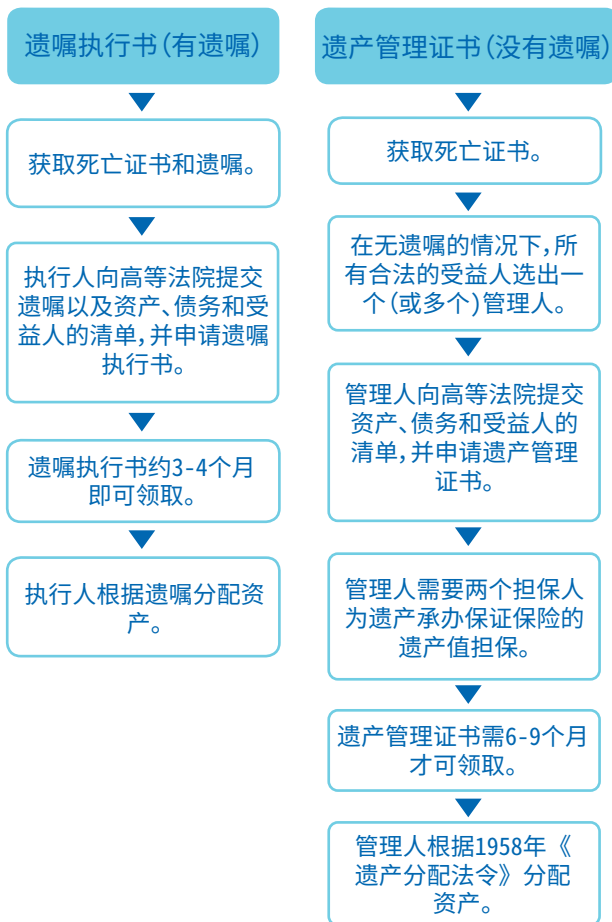 遗嘱执行书(有遗嘱)
获取死亡证书和遗嘱。
执行人向高等法院提交
遗嘱以及资产、债务和受
益人的清单,并申请遗嘱
执行书。
遗嘱执行书约3-4个月
即可领取。
执行人根据遗嘱分配资
产。
遗产管理证书(没有遗嘱)
获取死亡证书。
在无遗嘱的情况下,所
有合法的受益人选出一
个(或多个)管理人。
管理人向高等法院提交
资产、债务和受益人的
清单,并申请遗产管理
证书。
管理人需要两个担保人
为遗产承办保证保险的
遗产值担保。
遗产管理证书需6-9个月
才可领取。
管理人根据1958年《
遗产分配法令》分配
资产。